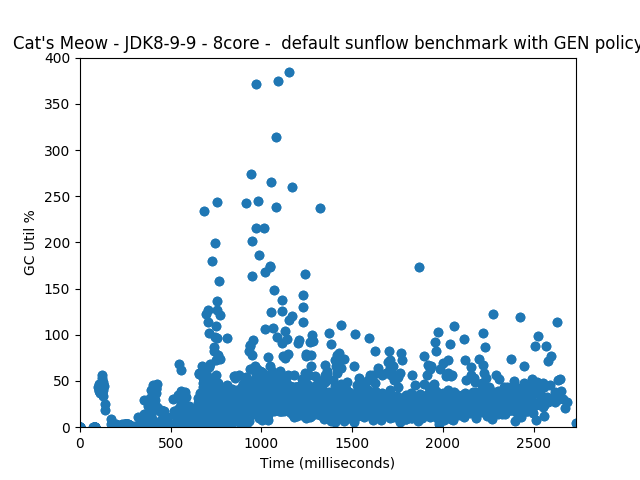 Cat's Meow - JDK8-9-9 - 8core -  default sunflow benchmark with GEN policy
400
350
300
250
200
150
100
50
0
GC Util %
0 500 1000 1500 2000 2500
Time (milliseconds)